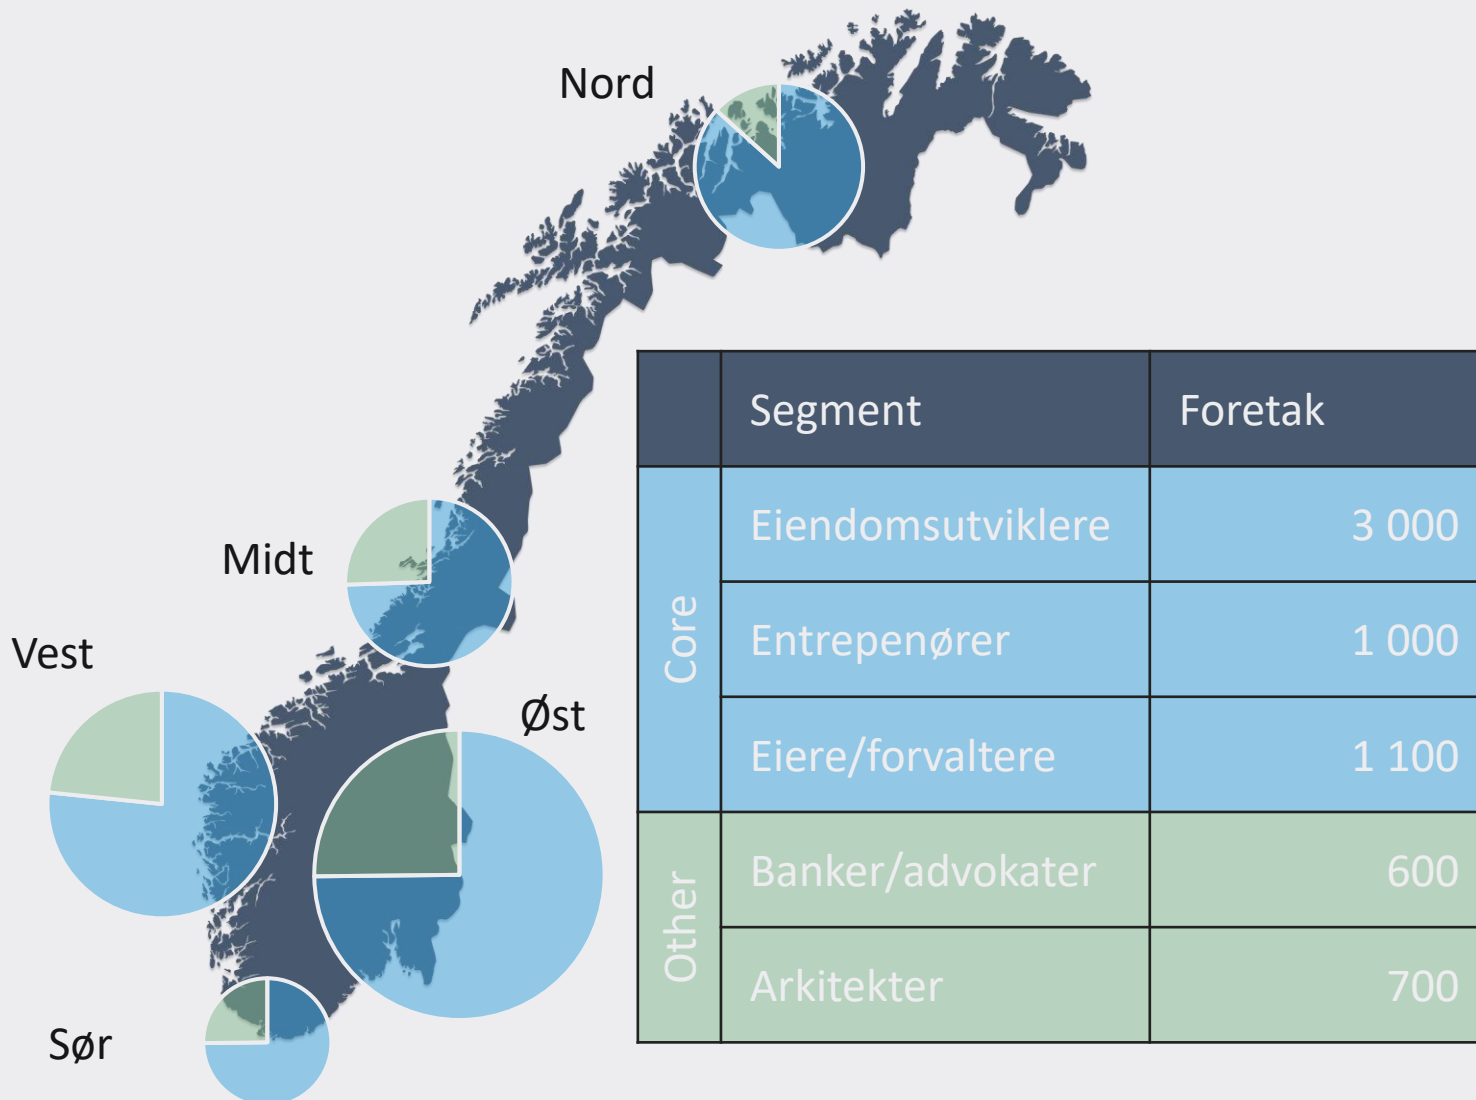 Nord
Midt
Vest
Øst
Sør
Segment Foretak
Core
Eiendomsutviklere 3 000
Entrepenører 1 000
Eiere/forvaltere 1 100
Other
Banker/advokater 600
Arkitekter 700